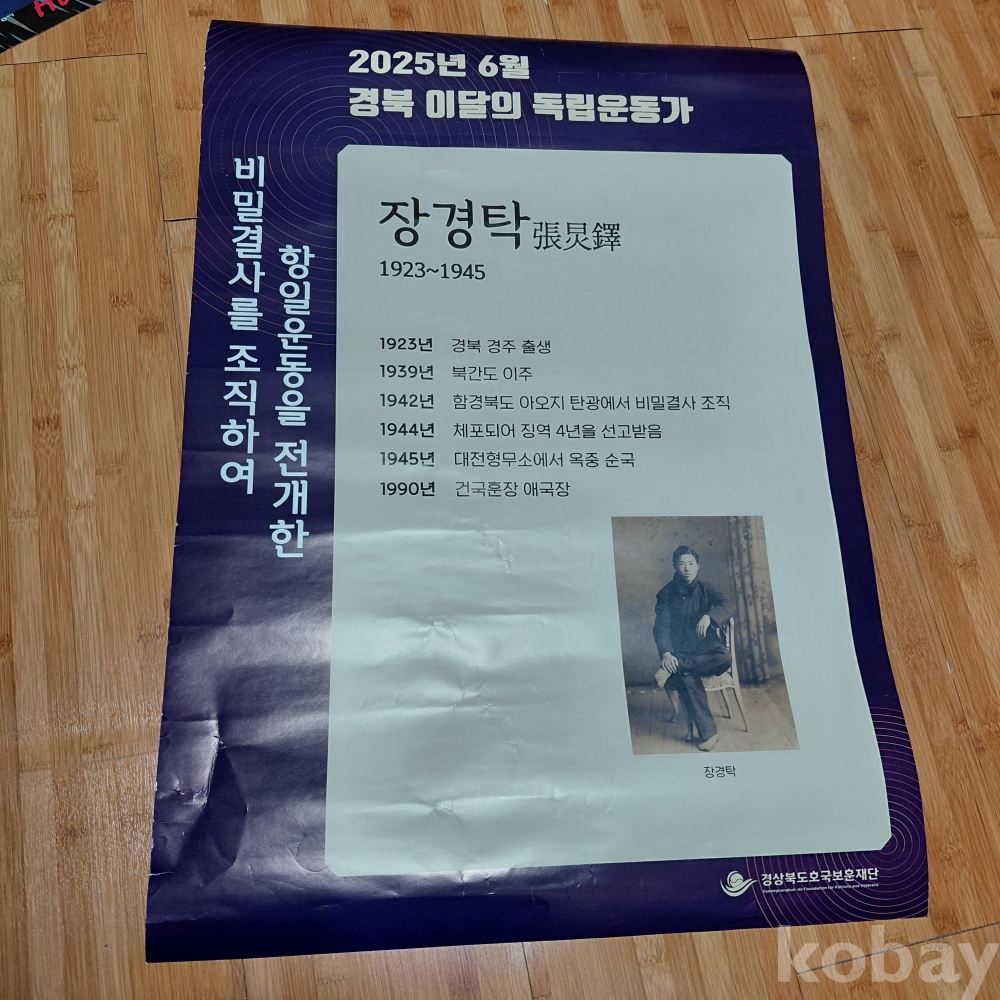 2025년 6월
경북 이달의 독립운동가
비밀결사를 조직하여
항일운동을 전개한
장경탁 張炅鐸
1923~1945
1923년 경북 경주 출생
1939년 북간도 이주
1942년 함경북도 아오지 탄광에서 비밀결사 조직
1944년 체포되어 징역 4년을 선고받음
1945년 대전형무소에서 옥중 순국
1990년 건국훈장 애국장
장경탁
경상북도호국보훈재단
Gyeongsangbuk-do Foundation for Patriots and Veterans
kobay